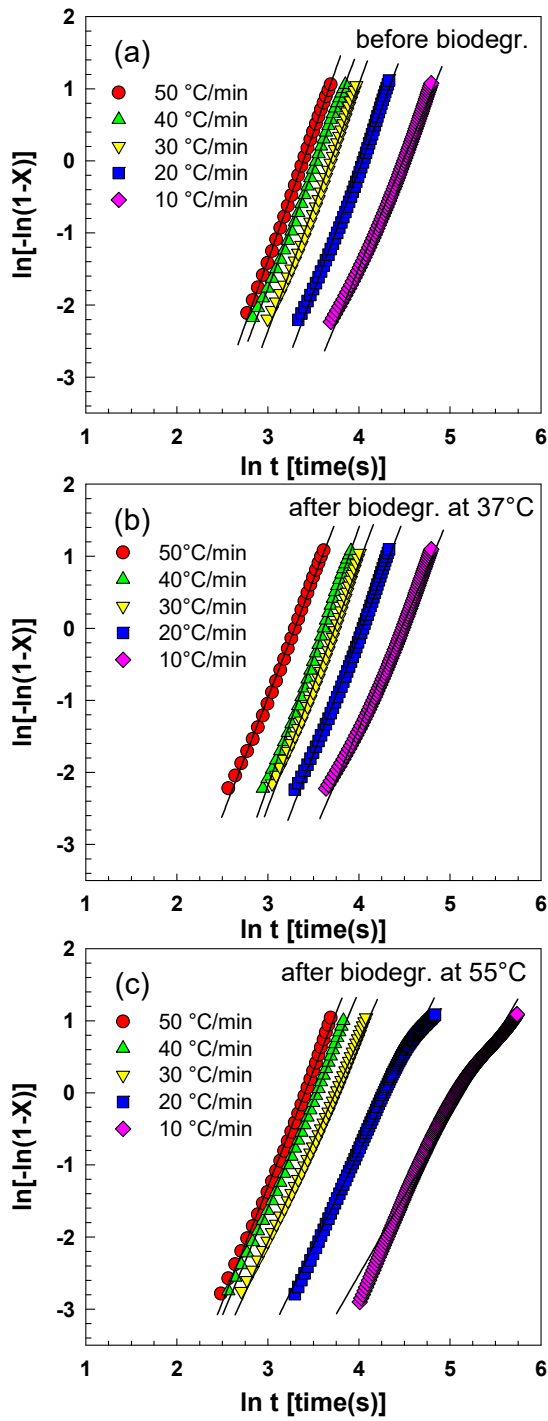 (a)
before biodegr.
50 °C/min
40 °C/min
30 °C/min
20 °C/min
10 °C/min
ln[-ln(1-X)]
2
1
0
-1
-2
-3
1 2 3 4 5 6
ln t [time(s)]
(b)
after biodegr. at 37°C
50°C/min
40°C/min
30°C/min
20°C/min
10°C/min
ln[-ln(1-X)]
2
1
0
-1
-2
-3
1 2 3 4 5 6
ln t [time(s)]
(c)
after biodegr. at 55°C
50 °C/min
40 °C/min
30 °C/min
20 °C/min
10 °C/min
ln[-ln(1-X)]
2
1
0
-1
-2
-3
1 2 3 4 5 6
ln t [time(s)]